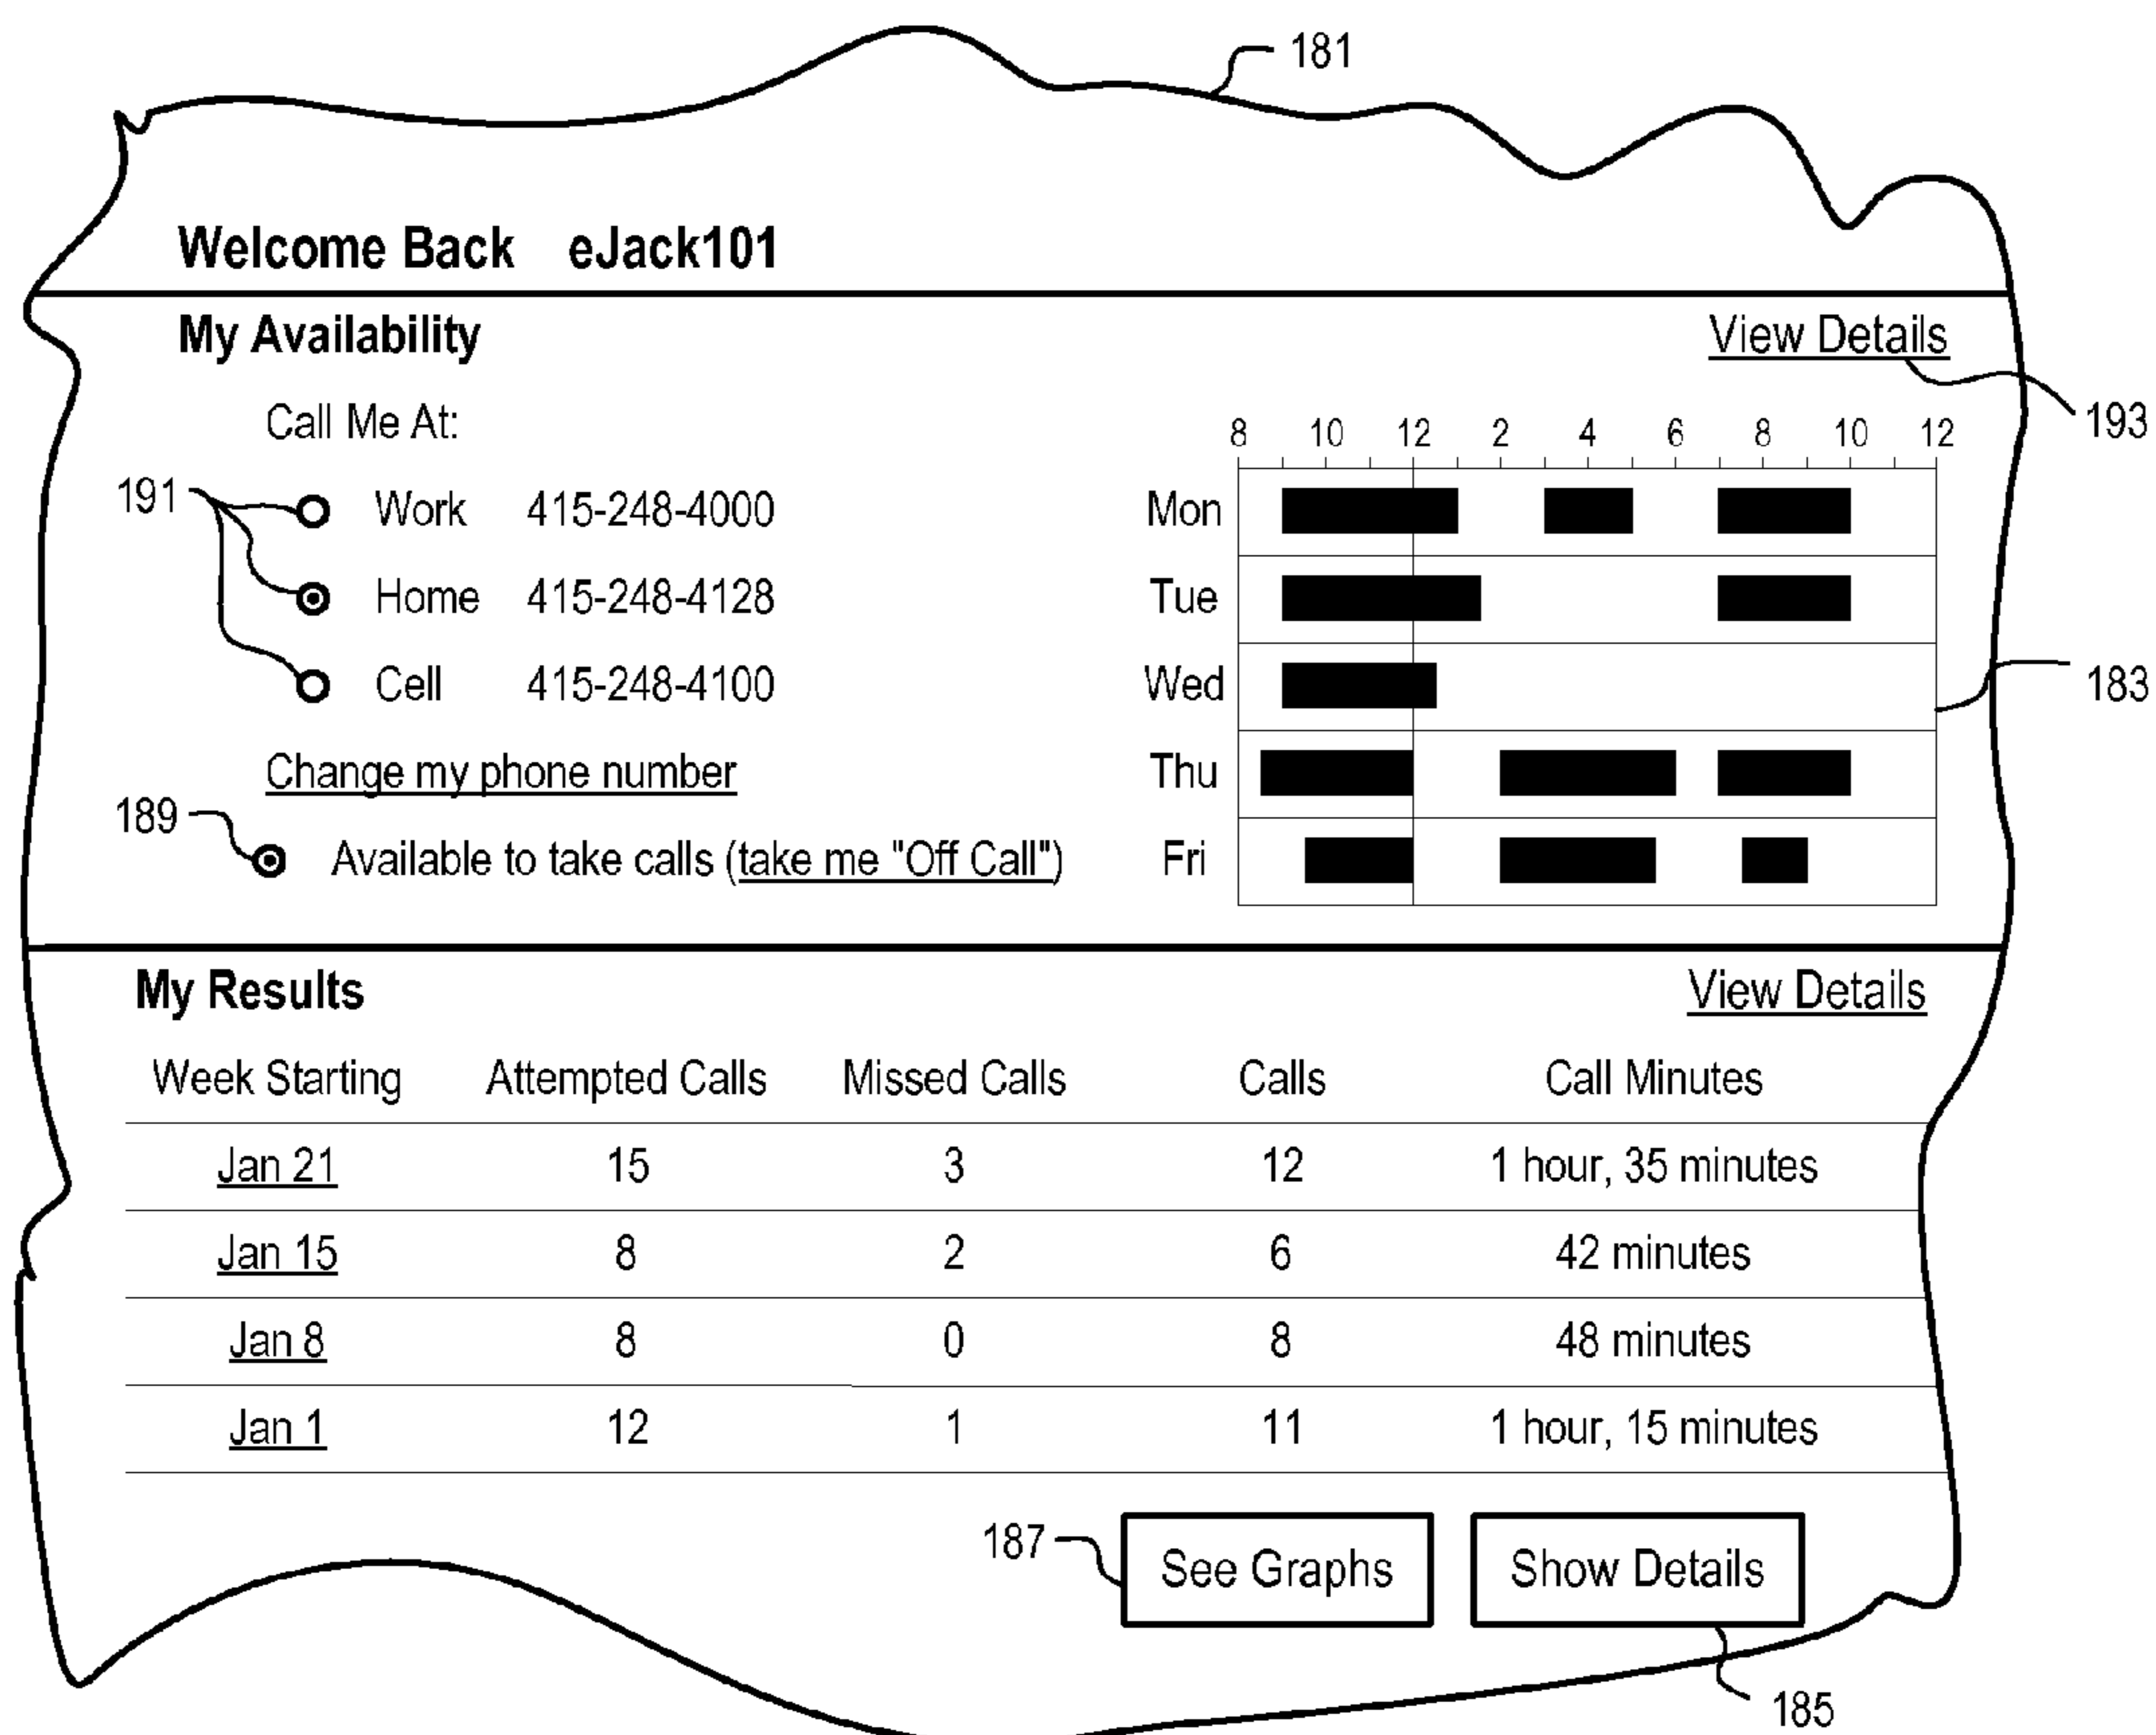 181
Welcome Back eJack101
My Availability View Details
193
Call Me At:
8 10 12 2 4 6 8 10 12
191
Work 415-248-4000 Mon
Home 415-248-4128 Tue
Cell 415-248-4100 Wed
183
Change my phone number Thu
189
Available to take calls (take me "Off Call") Fri
My Results View Details
Week Starting Attempted Calls Missed Calls Calls Call Minutes
Jan 21 15 3 12 1 hour, 35 minutes
Jan 15 8 2 6 42 minutes
Jan 8 8 0 8 48 minutes
Jan 1 12 1 11 1 hour, 15 minutes
187
See Graphs Show Details
185